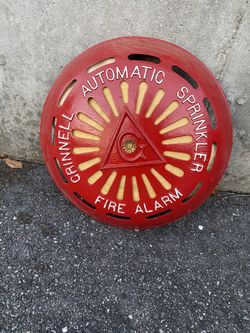 GRINNELL AUTOMATIC SPRINKLER
FIRE ALARM
G